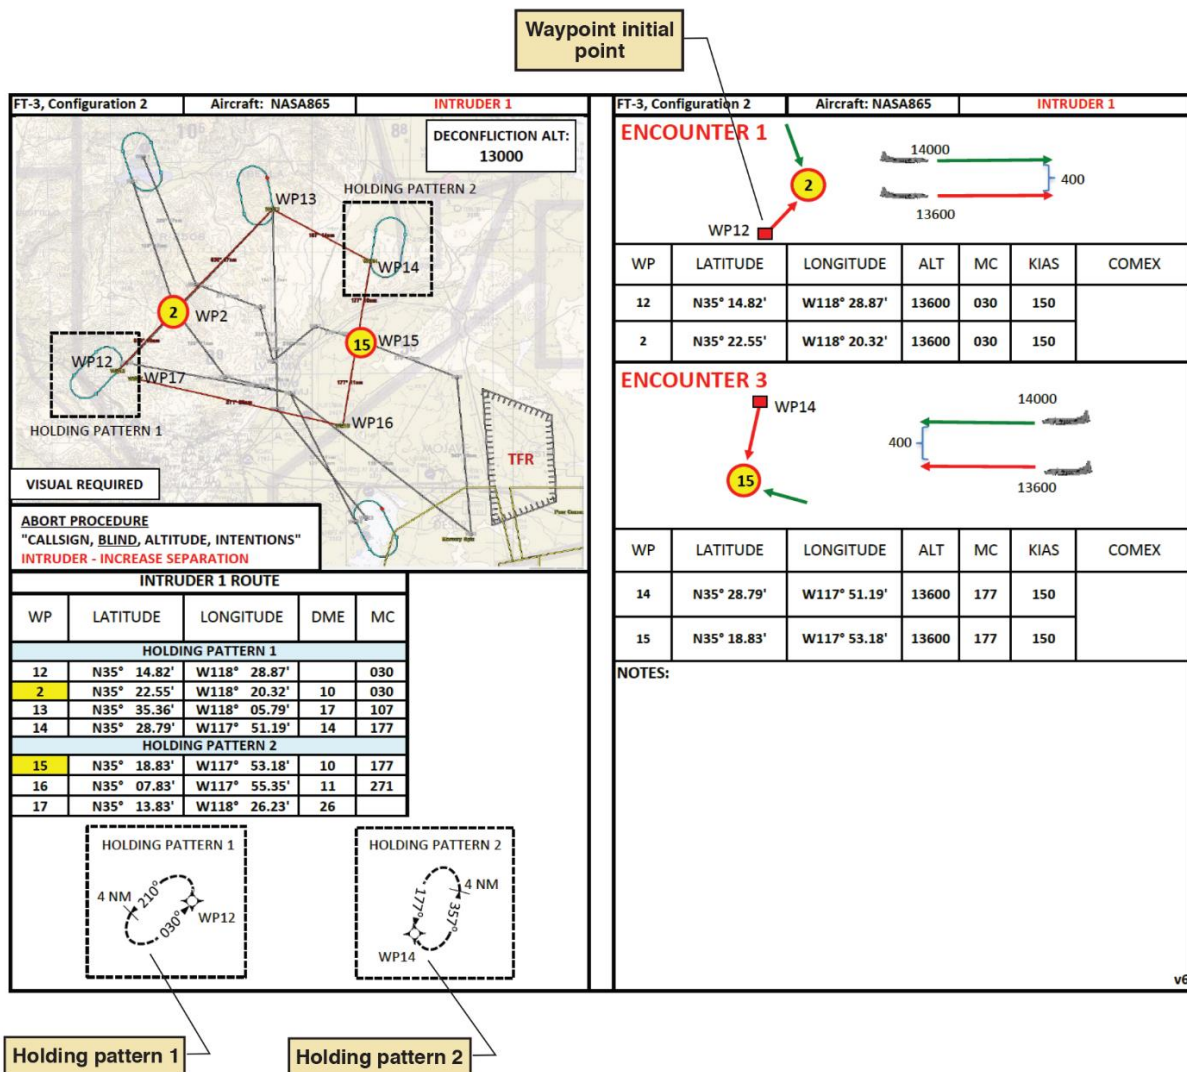 Waypoint initial
point
FT-3, Configuration 2 Aircraft: NASA865 INTRUDER 1
DECONFLICTION ALT:
13000
HOLDING PATTERN 2
WP13
WP14
2
WP2
15
WP15
WP12
WP17
WP16
HOLDING PATTERN 1
TFR
VISUAL REQUIRED
ABORT PROCEDURE
"CALLSIGN, BLIND, ALTITUDE, INTENTIONS"
INTRUDER - INCREASE SEPARATION
INTRUDER 1 ROUTE
WP LATITUDE LONGITUDE DME MC
HOLDING PATTERN 1
12 N35° 14.82' W118° 28.87' 030
2 N35° 22.55' W118° 20.32' 10 030
13 N35° 35.36' W118° 05.79' 17 107
14 N35° 28.79' W117° 51.19' 14 177
HOLDING PATTERN 2
15 N35° 18.83' W117° 53.18' 10 177
16 N35° 07.83' W117° 55.35' 11 271
17 N35° 13.83' W118° 26.23' 26
HOLDING PATTERN 1
4 NM
210°
030°
WP12
HOLDING PATTERN 2
4 NM
177°
357°
WP14
Holding pattern 1
Holding pattern 2
FT-3, Configuration 2 Aircraft: NASA865 INTRUDER 1
ENCOUNTER 1
2
WP12
14000
400
13600
WP LATITUDE LONGITUDE ALT MC KIAS COMEX
12 N35° 14.82' W118° 28.87' 13600 030 150
2 N35° 22.55' W118° 20.32' 13600 030 150
ENCOUNTER 3
WP14
15
14000
400
13600
WP LATITUDE LONGITUDE ALT MC KIAS COMEX
14 N35° 28.79' W117° 51.19' 13600 177 150
15 N35° 18.83' W117° 53.18' 13600 177 150
NOTES:
v6